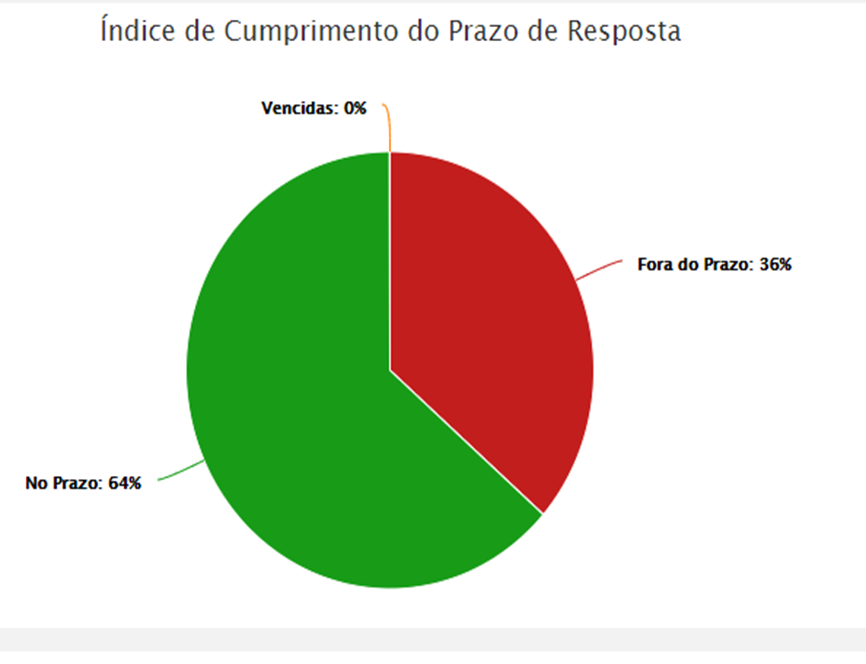 Índice de Cumprimento do Prazo de Resposta
Vencidas: 0%
Fora do Prazo: 36%
No Prazo: 64%